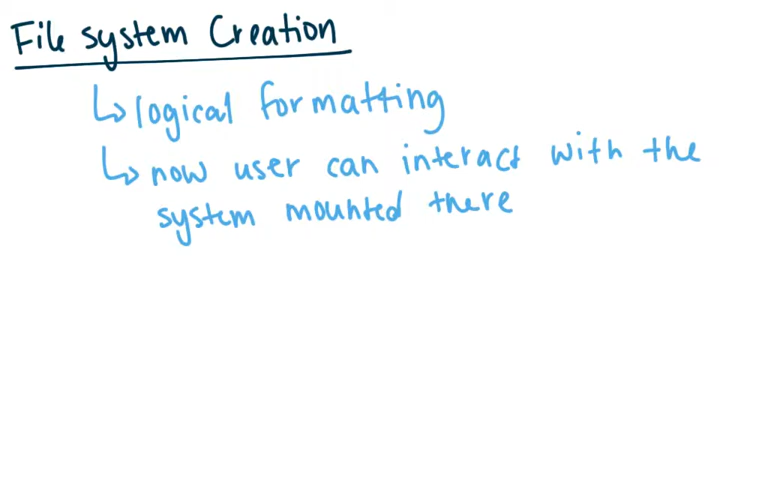 File system Creation
↳ logical formatting
↳ now user can interact with the
system mounted there